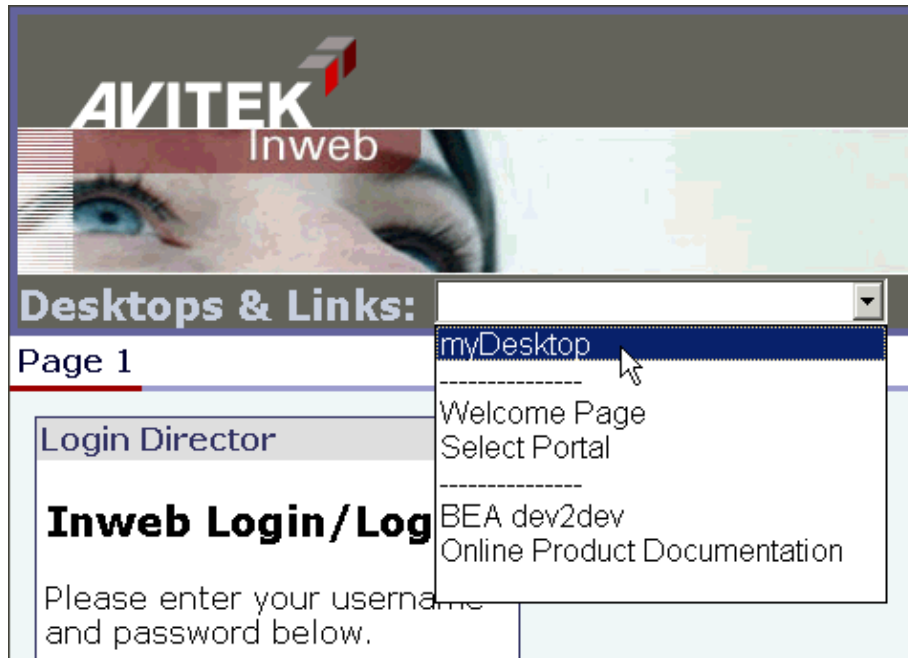 AVITEK
Inweb
Desktops & Links:
myDesktop
Page 1
---------------
Welcome Page
Login Director
Select Portal
---------------
Inweb Login/Log
BEA dev2dev
Online Product Documentation
Please enter your username
and password below.